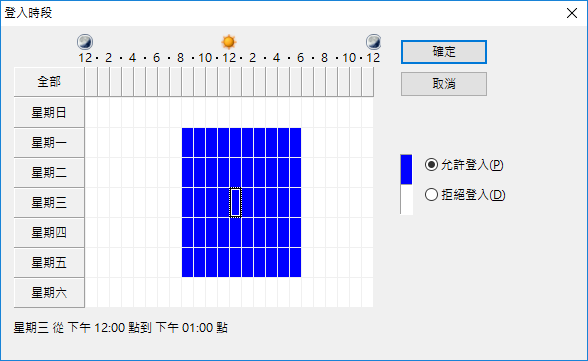 登入時段
12 · 2 · 4 · 6 · 8 · 10 · 12 · 2 · 4 · 6 · 8 · 10 · 12
全部
星期日
星期一
星期二
星期三
星期四
星期五
星期六
確定
取消
允許登入(P)
拒絕登入(D)
星期三 從 下午 12:00 點到 下午 01:00 點